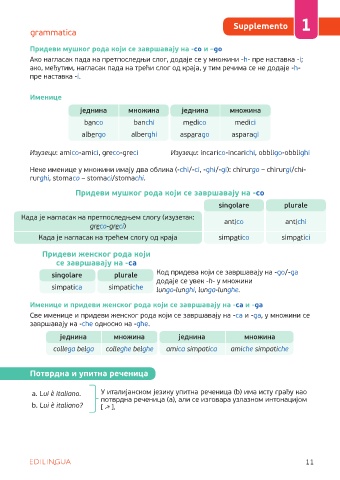 grammatica
Supplemento 1
Придеви мушког рода који се завршавају на -co и -go
Ако нагласак пада на претпоследњи слог, додаје се у множини -h- пре наставка -i;
ако, међутим, нагласак пада на трећи слог од краја, у тим речима се не додаје -h-
пре наставка -i.
Именице
једнина множина једнина множина
banco banchi medico medici
albergo alberghi asparago asparagi
Изузеци: amico-amici, greco-greci Изузеци: incarico-incarichi, obbligo-obblighi
Неке именице у множини имају два облика (-chi/-ci, -ghi/-gi): chirurgo – chirurgi/chi-
rurghi, stomaco – stomaci/stomachi.
Придеви мушког рода који се завршавају на -co
singolare plurale
Када је нагласак на претпоследњем слогу (изузетак:
greco-greci) antico antichi
Када је нагласак на трећем слогу од краја simpatico simpatici
Придеви женског рода који
се завршавају на -ca
singolare plurale
simpatica simpatiche
Код придева који се завршавају на -go/-ga
додаје се увек -h- у множини
lungo-lunghi, lunga-lunghe.
Именице и придеви женског рода који се завршавају на -ca и -ga
Све именице и придеви женског рода који се завршавају на -ca и -ga, у множини се
завршавају на -che односно на -ghe.
једнина множина једнина множина
collega belga colleghe belghe amica simpatica amiche simpatiche
Потврдна и упитна реченица
a. Lui è italiano.
b. Lui è italiano?
У италијанском језику упитна реченица (b) има исту грађу као
потврдна реченица (a), али се изговара узлазном интонацијом
[↗].
EDILINGUA
11